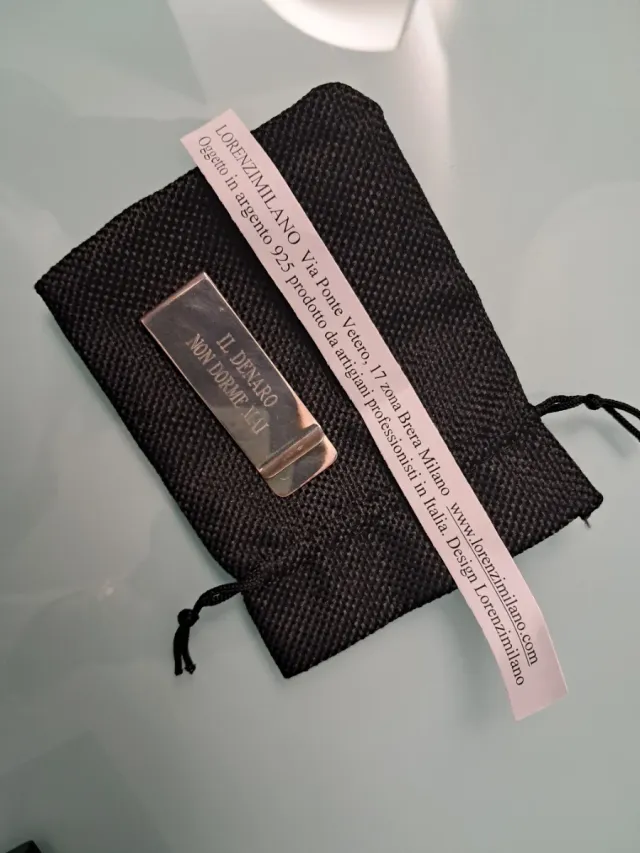 LORENZIMILANO Via Ponte Vetero, 17 zona Brera Milano www.lorenzimilano.com
Oggetto in argento 925 prodotto da artigiani professionisti in Italia. Design Lorenzimilano
IL DENARO
NON DORME MAI